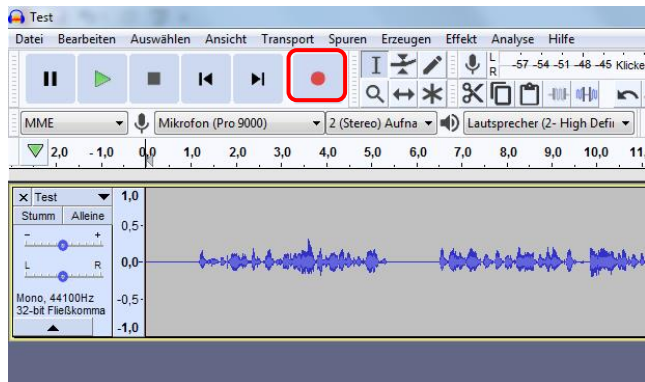 Test
Datei Bearbeiten Auswählen Ansicht Transport Spuren Erzeugen Effekt Analyse Hilfe
L -57 -54 -51 -48 -45 Klicke
R
MME Mikrofon (Pro 9000) 2 (Stereo) Aufna Lautsprecher (2- High Defii
2,0 - 1,0 0,0 1,0 2,0 3,0 4,0 5,0 6,0 7,0 8,0 9,0 10,0 11,
Test 1,0
Stumm Alleine
0,5-
- +
0,0-
L R
Mono, 44100Hz
-0,5-
32-bit Fließkomma
-1,0